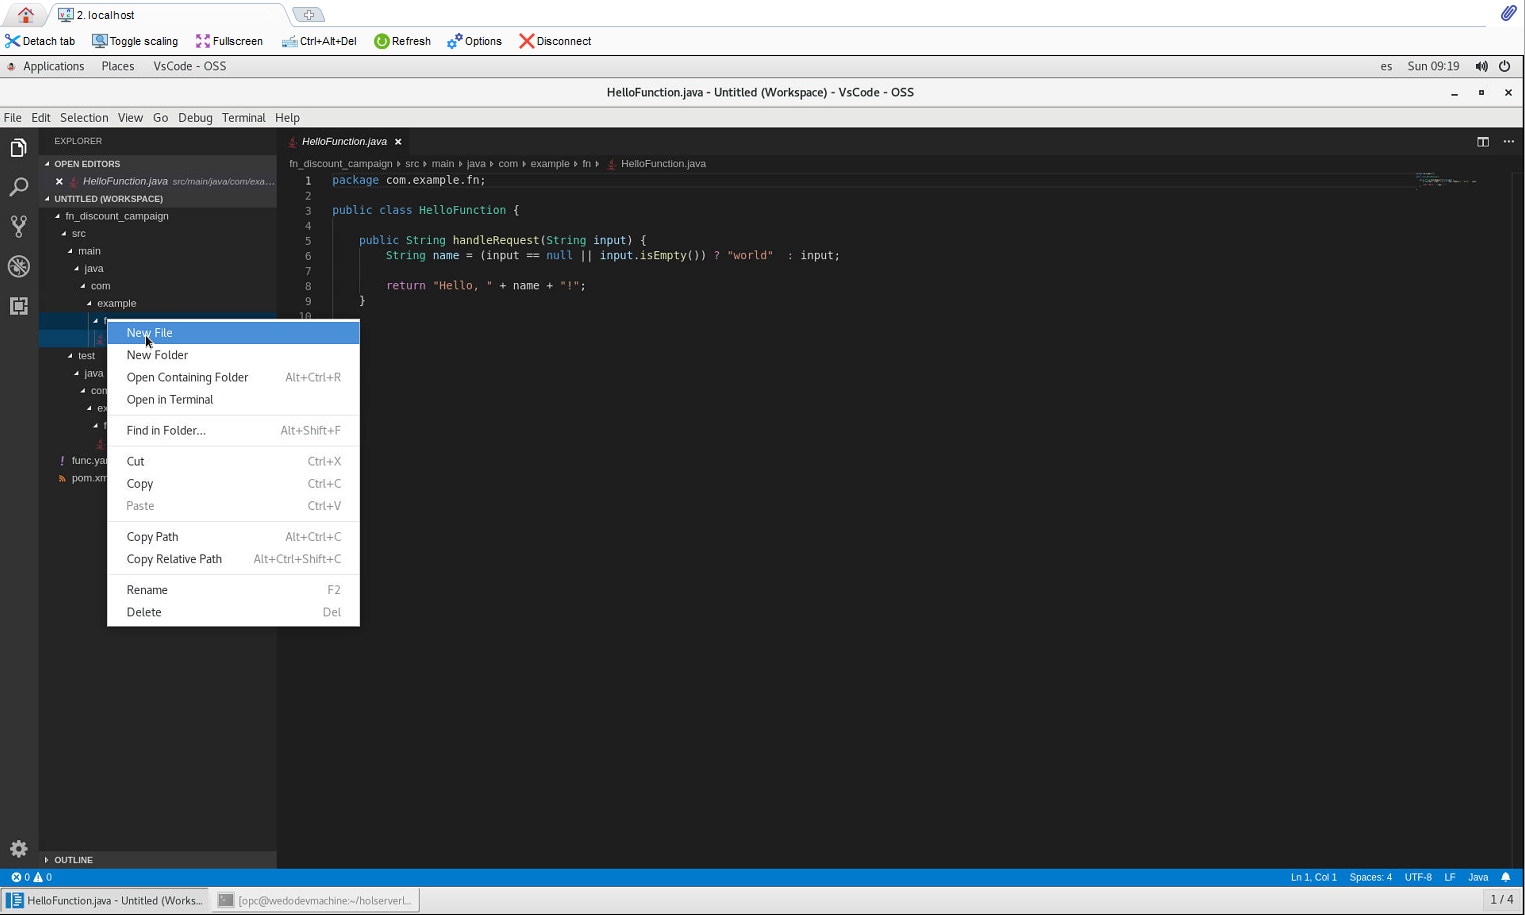 2. localhost
Detach tab Toggle scaling Fullscreen Ctrl+Alt+Del Refresh Options Disconnect
Applications Places VsCode - OSS es Sun 09:19
HelloFunction.java - Untitled (Workspace) - VsCode - OSS
File Edit Selection View Go Debug Terminal Help
EXPLORER
OPEN EDITORS
HelloFunction.java src/main/java/com/exa...
UNTITLED (WORKSPACE)
fn_discount_campaign
src
main
java
com
example
f
test
java
com
ex
f
func.ya
pom.xm
OUTLINE
New File
New Folder
Open Containing Folder Alt+Ctrl+R
Open in Terminal
Find in Folder... Alt+Shift+F
Cut Ctrl+X
Copy Ctrl+C
Paste Ctrl+V
Copy Path Alt+Ctrl+C
Copy Relative Path Alt+Ctrl+Shift+C
Rename F2
Delete Del
HelloFunction.java
fn_discount_campaign src main java com example fn HelloFunction.java
1 package com.example.fn;
2
3 public class HelloFunction {
4
5 public String handleRequest(String input) {
6 String name = (input == null || input.isEmpty()) ? "world" : input;
7
8 return "Hello, " + name + "!";
9 }
10
0 0 Ln 1, Col 1 Spaces: 4 UTF-8 LF Java
HelloFunction.java - Untitled (Works... [opc@wedodevmachine:~/holserverl... 1 / 4